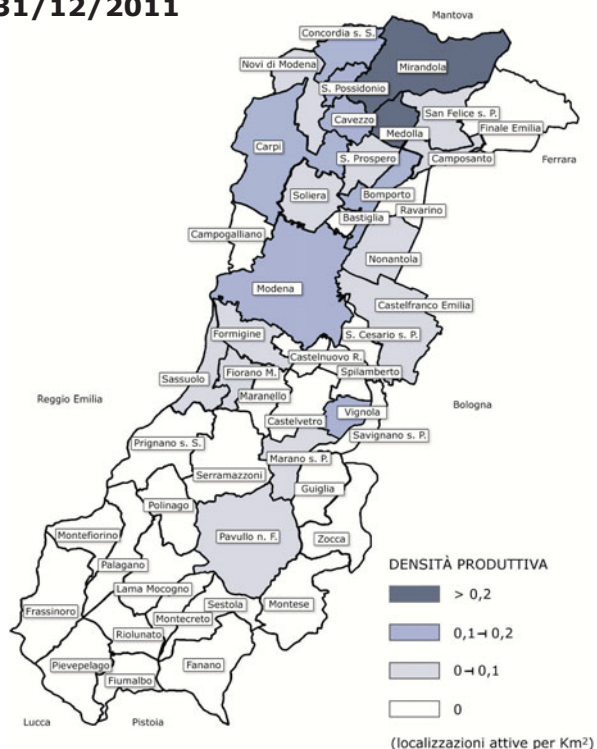 31/12/2011
Mantova
Concordia s. S.
Novi di Modena
Mirandola
S. Possidonio
San Felice s. P.
Cavezzo
Medolla
Finale Emilia
Carpi
S. Prospero
Camposanto
Ferrara
Soliera
Bomporto
Bastiglia
Ravarino
Campogalliano
Nonantola
Modena
Castelfranco Emilia
Formigine
S. Cesario s. P.
Castelnuovo R.
Sassuolo
Fiorano M.
Spilamberto
Maranello
Reggio Emilia
Bologna
Vignola
Castelvetro
Savignano s. P.
Prignano s. S.
Marano s. P.
Serramazzoni
Guiglia
Polinago
Montefiorino
Pavullo n. F.
Zocca
Palagano
DENSITÀ PRODUTTIVA
Lama Mocogno
> 0,2
Frassinoro
Sestola
Montese
Montecreto
Riolunato
0,1⊣0,2
Pievepelago
Fanano
0⊣0,1
Fiumalbo
0
Lucca
Pistoia
(localizzazioni attive per Km²)